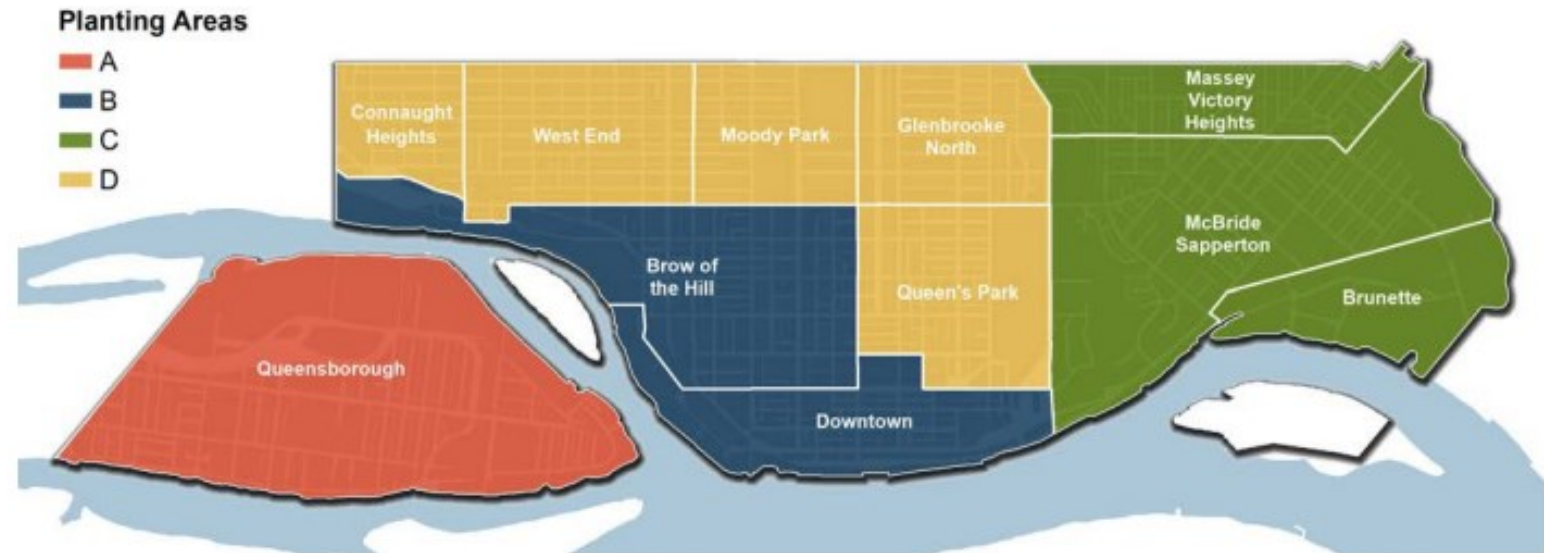 Planting Areas
A
B
C
D
Connaught
Heights
West End
Moody Park
Glenbrooke
North
Massey
Victory
Heights
McBride
Sapperton
Brow of
the Hill
Queen's Park
Brunette
Queensborough
Downtown